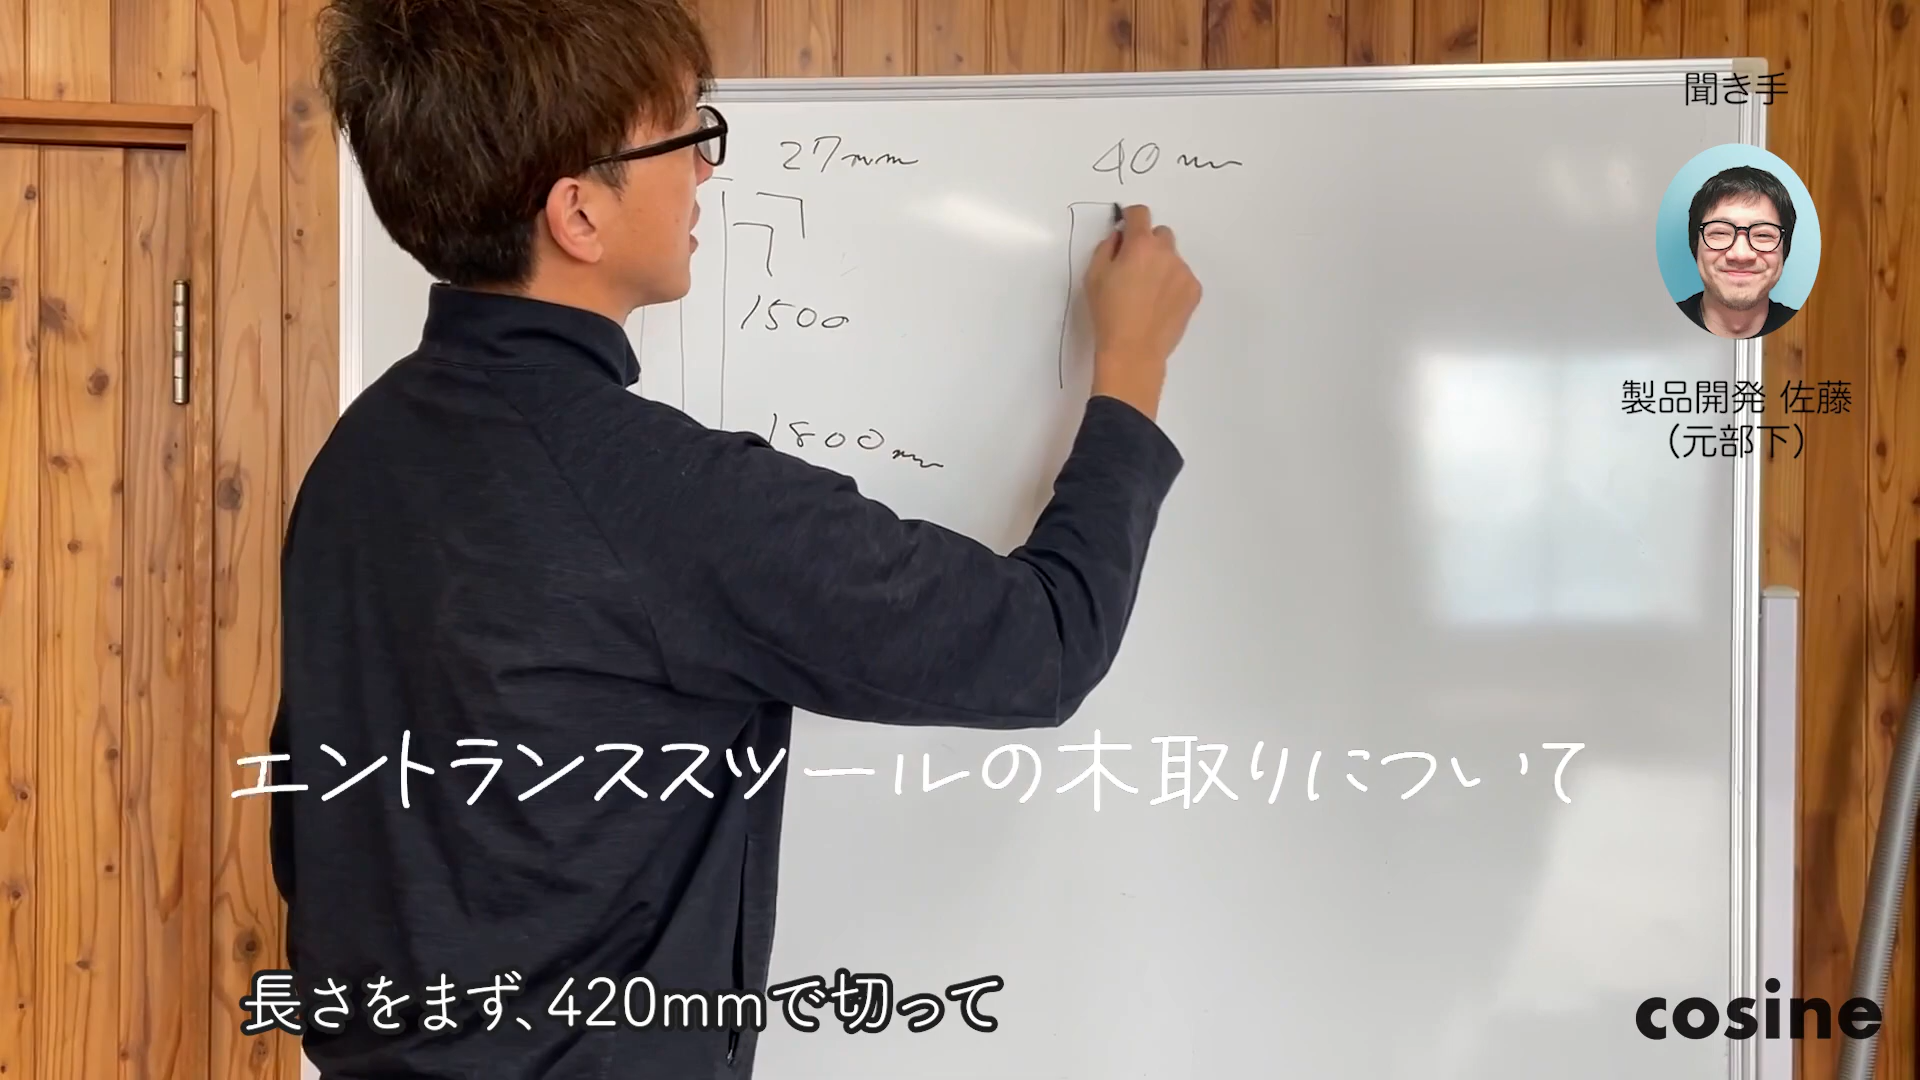 聞き手
27mm
40mm
1500
1800mm
製品開発 佐藤
（元部下）
エントランススツールの木取りについて
長さをまず、420mmで切って
cosine